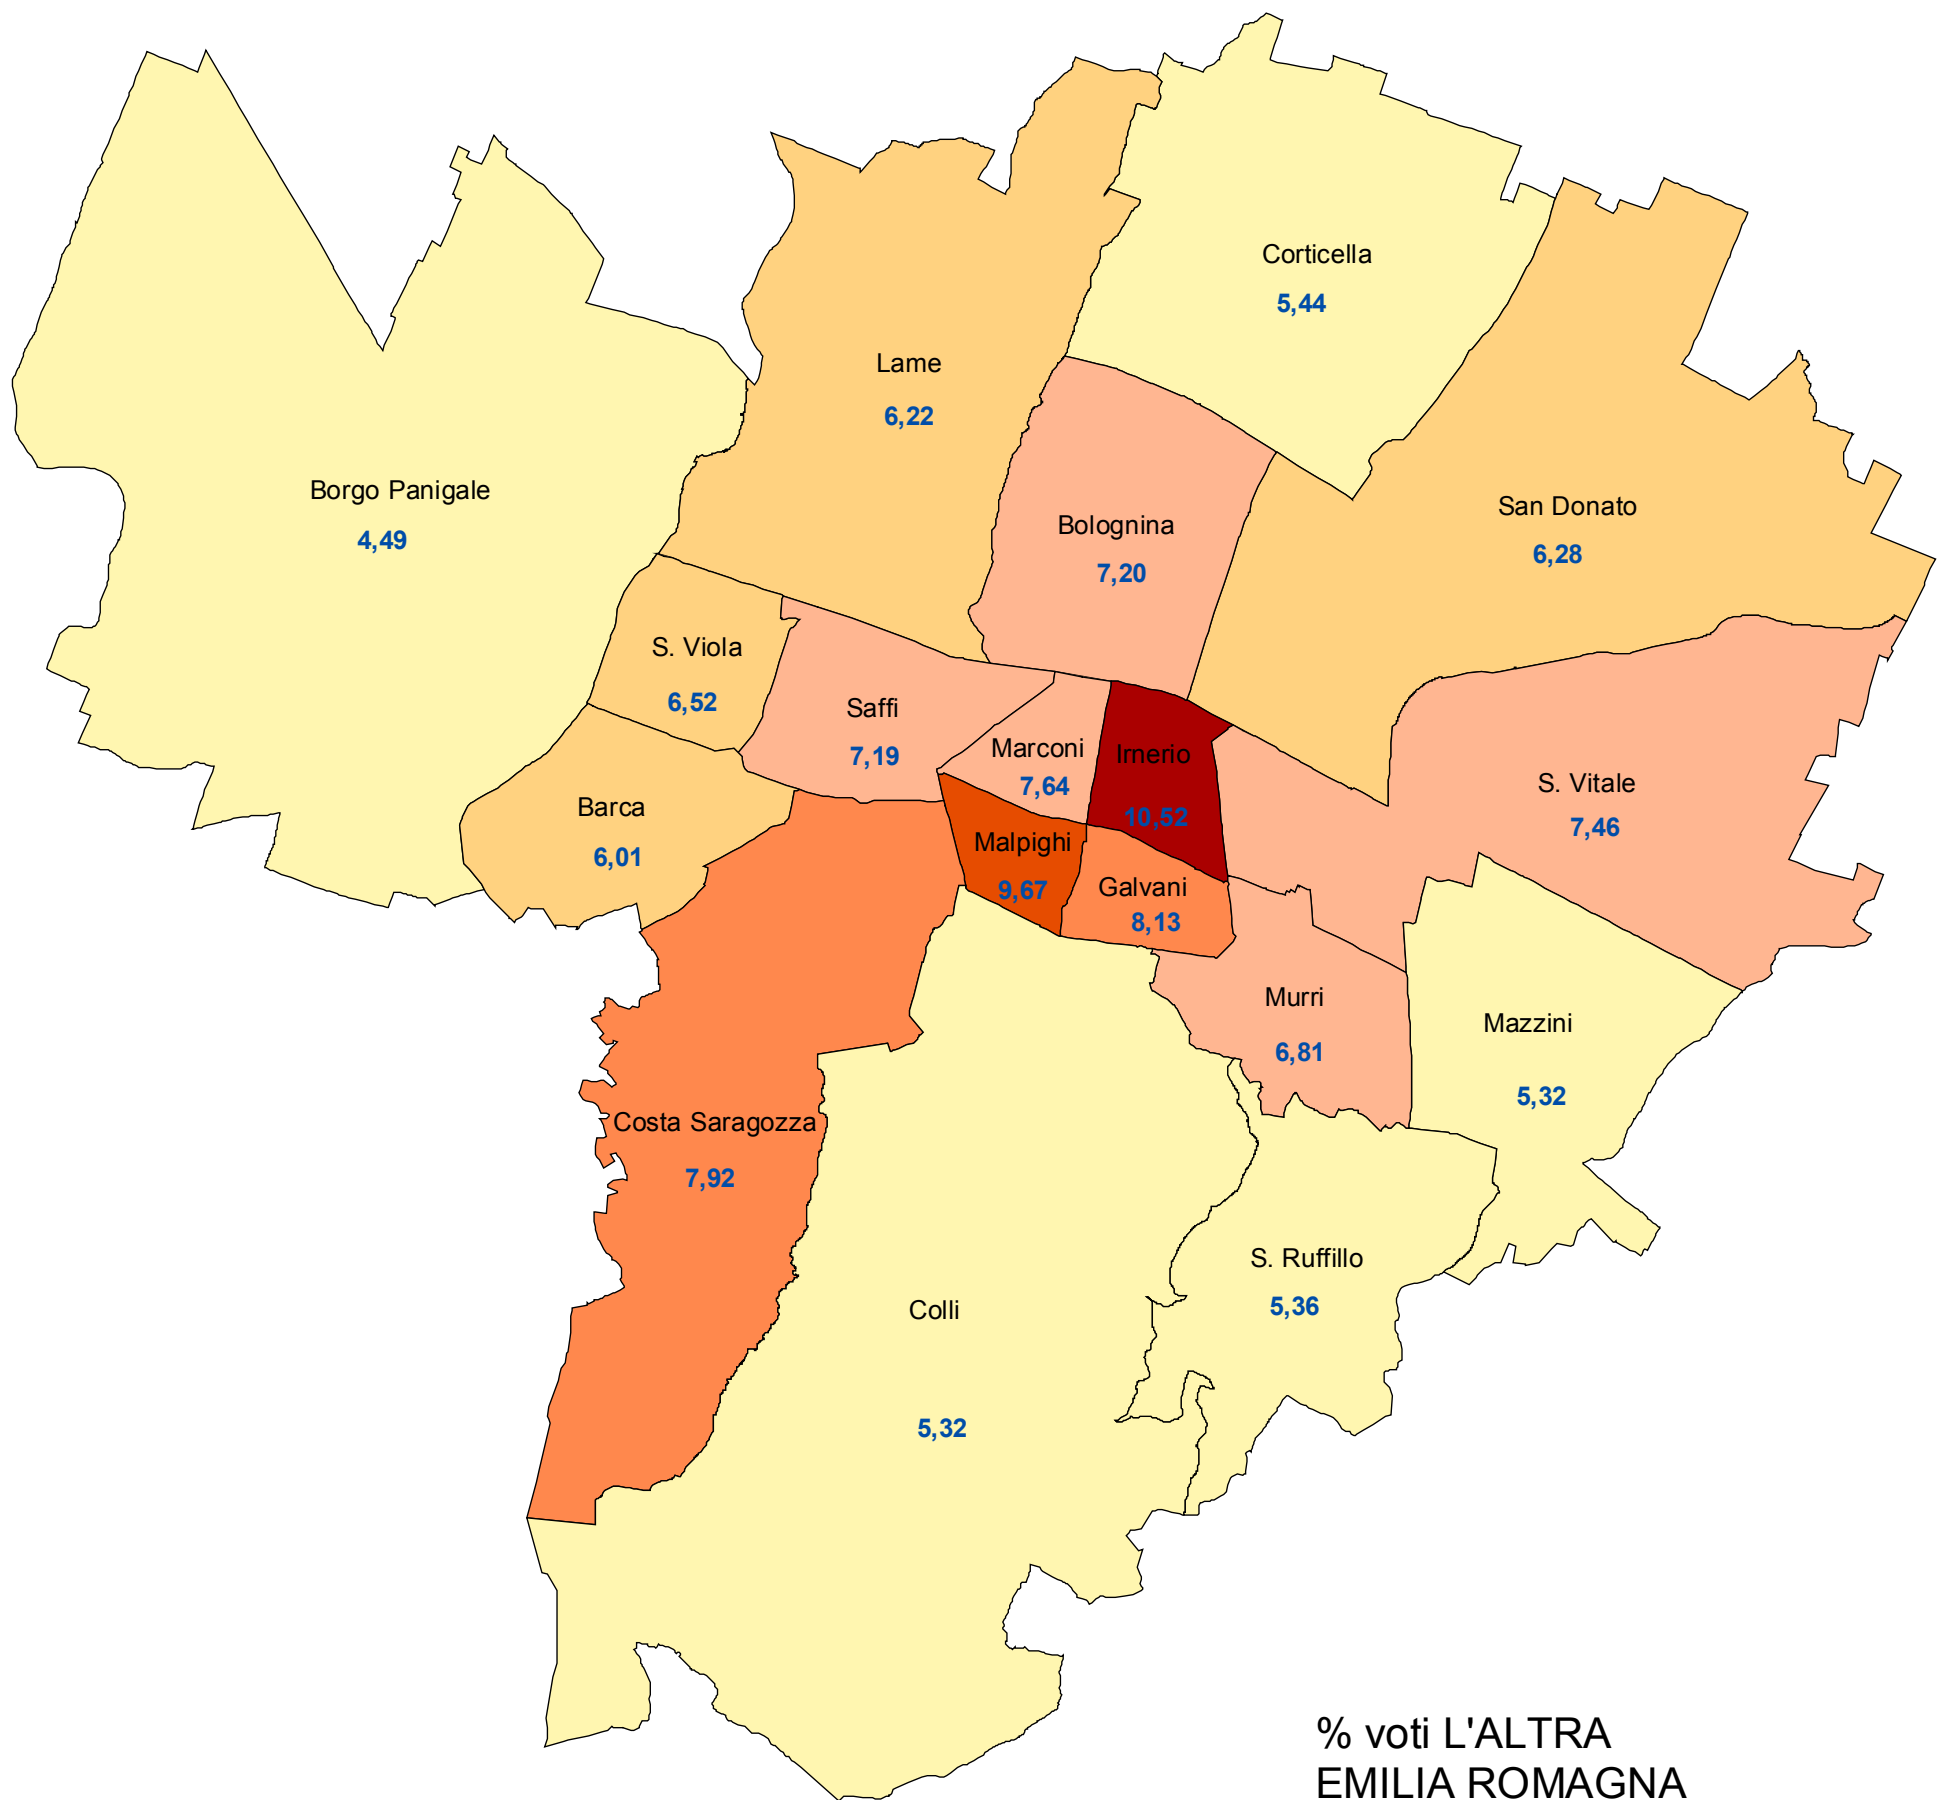 Corticella
5,44
Lame
6,22
Borgo Panigale
4,49
San Donato
6,28
Bolognina
7,20
S. Viola
6,52
Saffi
7,19
Marconi
7,64
Irnerio
10,52
S. Vitale
7,46
Barca
6,01
Malpighi
9,67
Galvani
8,13
Murri
6,81
Mazzini
5,32
Costa Saragozza
7,92
S. Ruffillo
5,36
Colli
5,32
% voti L'ALTRA
EMILIA ROMAGNA